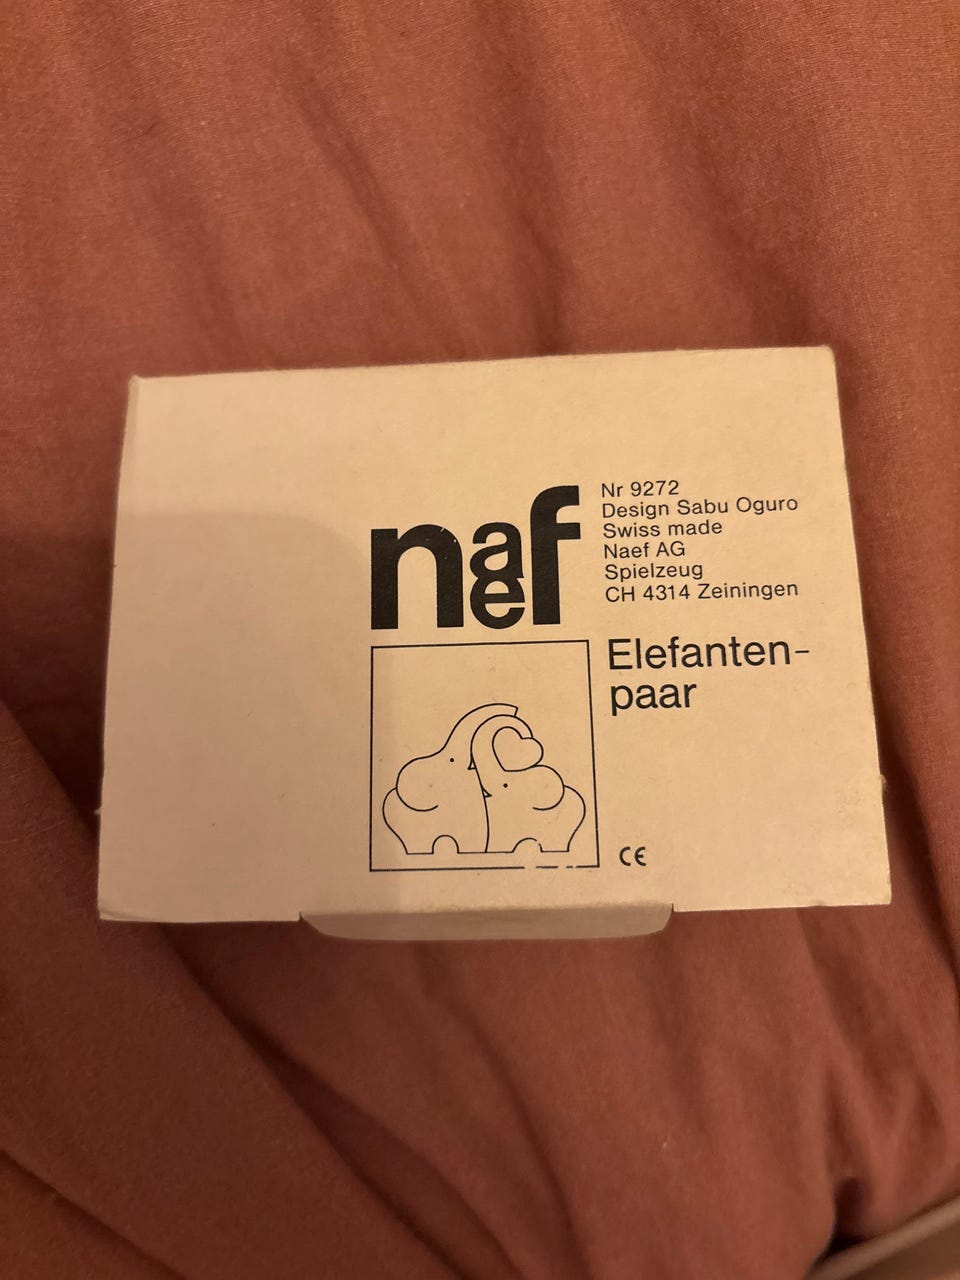 naef
Nr 9272
Design Sabu Oguro
Swiss made
Naef AG
Spielzeug
CH 4314 Zeiningen
Elefanten-
paar
CE